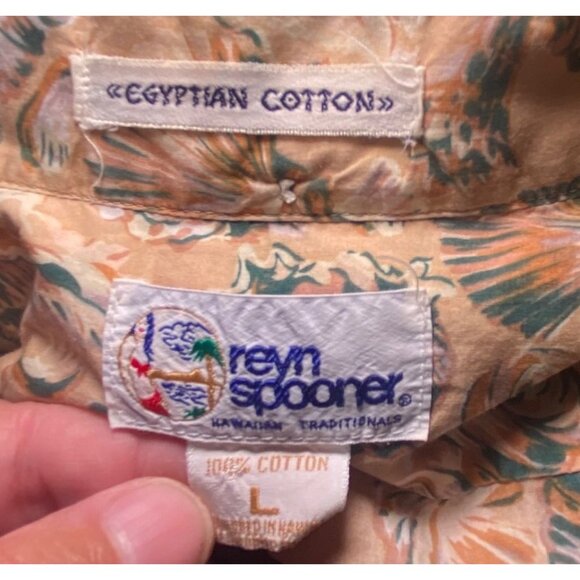 «EGYPTIAN COTTON»
reyn
spooner®
HAWAIIAN TRADITIONALS
100% COTTON
L